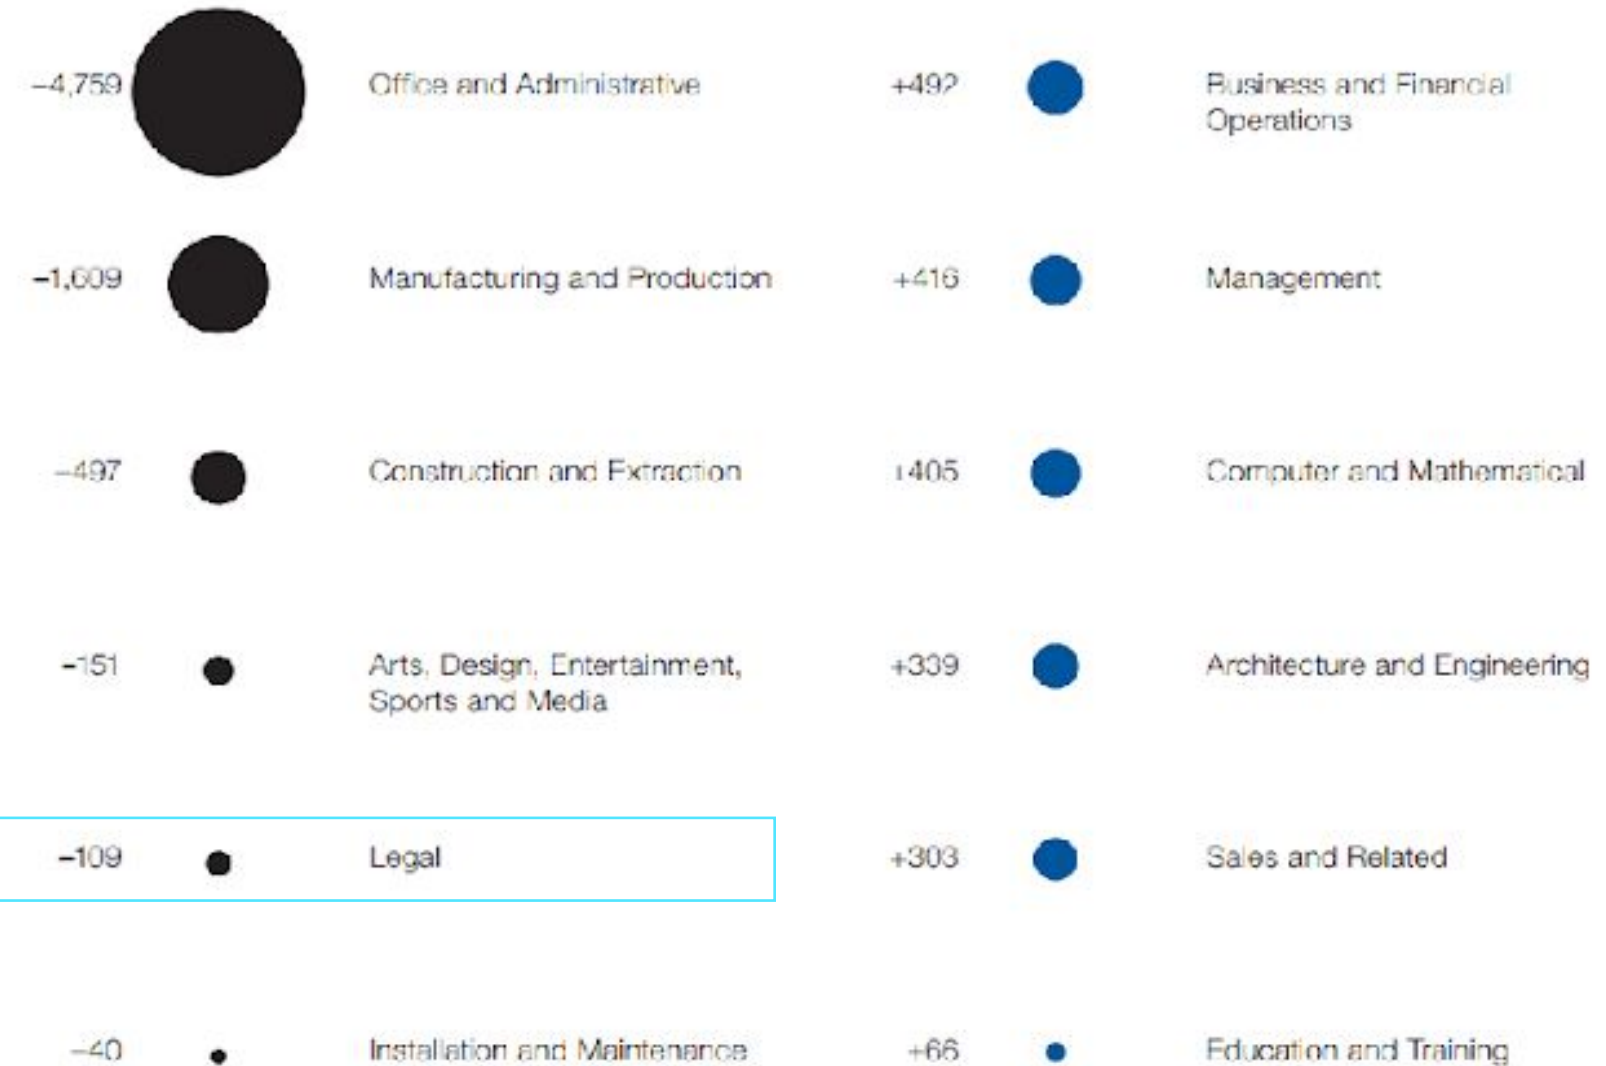 –4,759 Office and Administrative
+492 Business and Financial
Operations
–1,609 Manufacturing and Production
+416 Management
–497 Construction and Extraction
+405 Computer and Mathematical
–151 Arts, Design, Entertainment,
Sports and Media
+339 Architecture and Engineering
–109 Legal
+303 Sales and Related
–40 Installation and Maintenance
+66 Education and Training